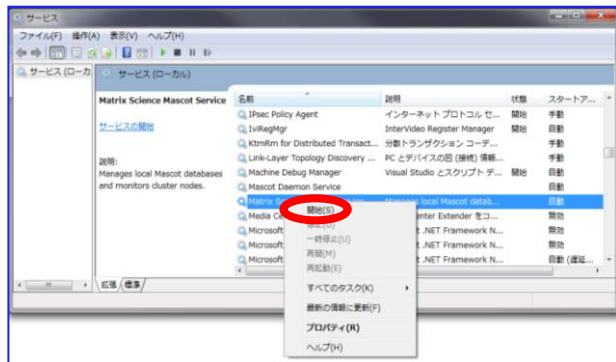 サービス
ファイル(F) 操作(A) 表示(V) ヘルプ(H)
サービス (ローカ
サービス (ローカル)
Matrix Science Mascot Service
サービスの開始
説明:
Manages local Mascot databases
and monitors cluster nodes.
名前 説明 状態 スタートア...
IPsec Policy Agent インターネット プロトコル セ... 開始 手動
IviRegMgr InterVideo Register Manager 開始 自動
KtmRm for Distributed Transact... 分散トランザクション コーデ... 手動
Link-Layer Topology Discovery ... PC とデバイスの図 (接続) 情報... 手動
Machine Debug Manager Visual Studio とスクリプト デ... 開始 自動
Mascot Daemon Service 自動
Matrix Manages local Mascot datab... 自動
Media Ce enter Extender をコ... 無効
Microsoft t .NET Framework N... 無効
Microsoft t .NET Framework N... 無効
Microsoft t .NET Framework N... 自動 (遅延...
開始(S)
停止(O)
一時停止(U)
再開(M)
再起動(E)
すべてのタスク(K)
最新の情報に更新(F)
プロパティ(R)
ヘルプ(H)
拡張 標準